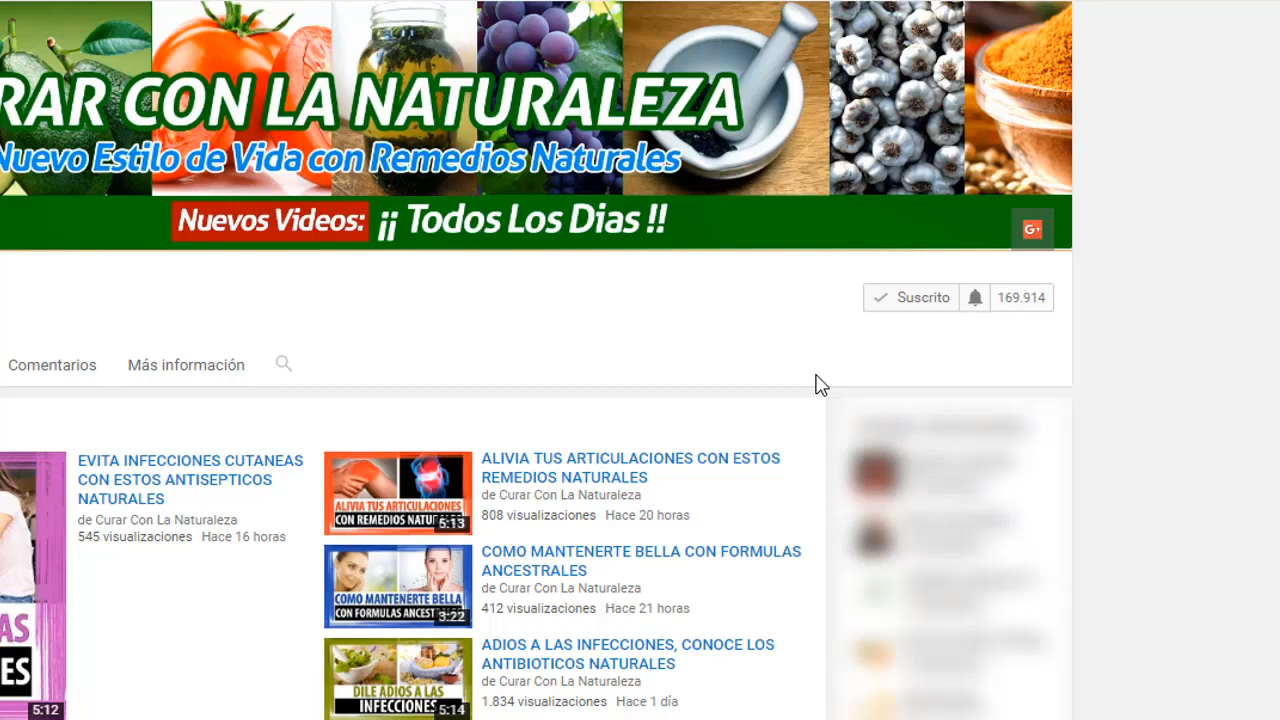 RAR CON LA NATURALEZA
Nuevo Estilo de Vida con Remedios Naturales
Nuevos Videos: ¡¡ Todos Los Dias !!
G+
Suscrito
169.914
Comentarios
Más información
EVITA INFECCIONES CUTANEAS
CON ESTOS ANTISEPTICOS
NATURALES
de Curar Con La Naturaleza
545 visualizaciones Hace 16 horas
AS
ES
5:12
ALIVIA TUS ARTICULACIONES
CON REMEDIOS
5:13
ALIVIA TUS ARTICULACIONES CON ESTOS
REMEDIOS NATURALES
de Curar Con La Naturaleza
808 visualizaciones Hace 20 horas
COMO MANTENERTE BELLA
CON FORMULAS
3:22
COMO MANTENERTE BELLA CON FORMULAS
ANCESTRALES
de Curar Con La Naturaleza
412 visualizaciones Hace 21 horas
DILE ADIOS A LAS
INFECCIONES
5:14
ADIOS A LAS INFECCIONES, CONOCE LOS
ANTIBIOTICOS NATURALES
de Curar Con La Naturaleza
1.834 visualizaciones Hace 1 día